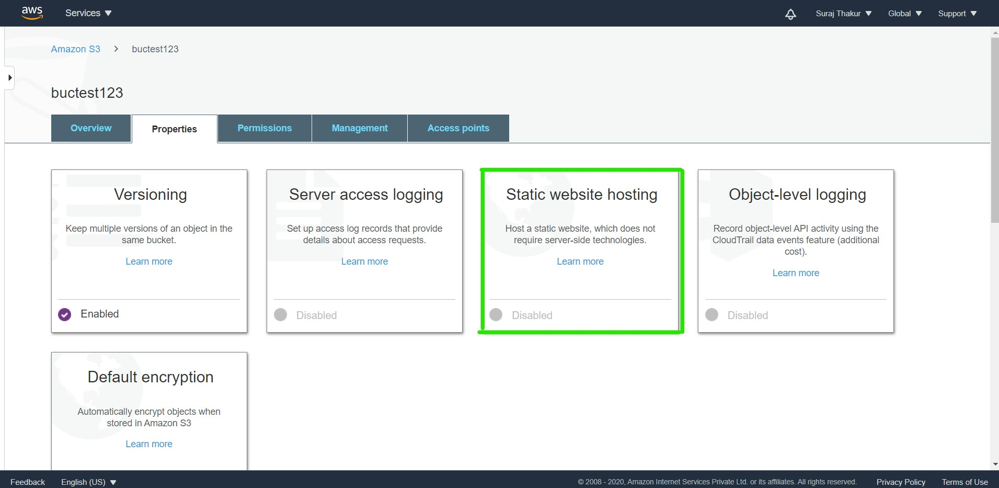 aws Services Suraj Thakur Global Support
Amazon S3 > buctest123
buctest123
Overview Properties Permissions Management Access points
Versioning
Keep multiple versions of an object in the
same bucket.
Learn more
Enabled
Server access logging
Set up access log records that provide
details about access requests.
Learn more
Disabled
Static website hosting
Host a static website, which does not
require server-side technologies.
Learn more
Disabled
Object-level logging
Record object-level API activity using the
CloudTrail data events feature (additional
cost).
Learn more
Disabled
Default encryption
Automatically encrypt objects when
stored in Amazon S3
Learn more
Feedback English (US) © 2008 - 2020, Amazon Internet Services Private Ltd. or its affiliates. All rights reserved. Privacy Policy Terms of Use